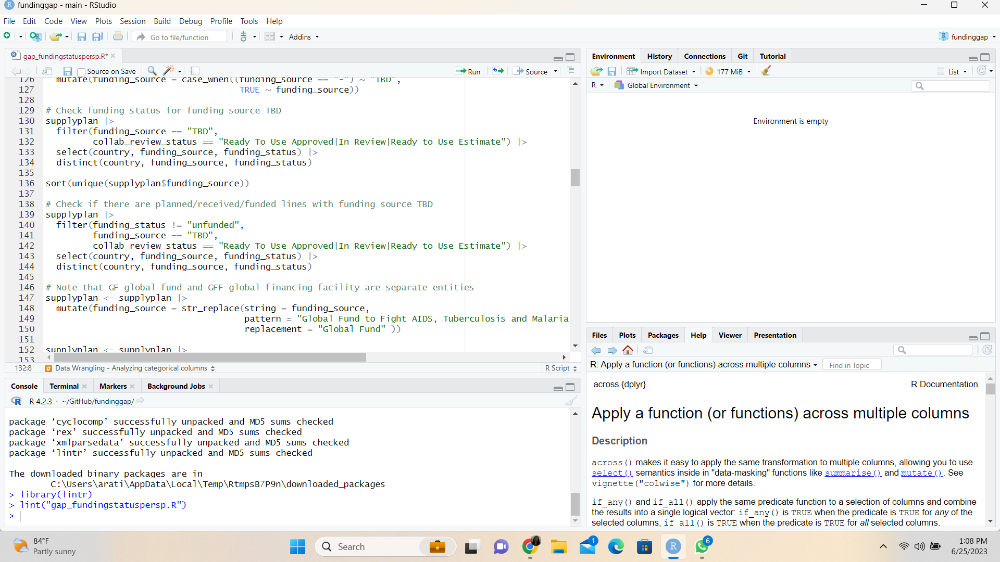 fundinggap - main - RStudio
File Edit Code View Plots Session Build Debug Profile Tools Help
Go to file/function Addins fundinggap
gap_fundingstatuspersp.R*
Source on Save Run Source
126 mutate(funding_source = case_when((funding_source == "-") ~ "TBD",
127 TRUE ~ funding_source))
128
129 # Check funding status for funding source TBD
130 supplyplan |>
131 filter(funding_source == "TBD",
132 collab_review_status == "Ready To Use Approved|In Review|Ready to Use Estimate") |>
133 select(country, funding_source, funding_status) |>
134 distinct(country, funding_source, funding_status)
135
136 sort(unique(supplyplan$funding_source))
137
138 # Check if there are planned/received/funded lines with funding source TBD
139 supplyplan |>
140 filter(funding_status != "unfunded",
141 funding_source == "TBD",
142 collab_review_status == "Ready To Use Approved|In Review|Ready to Use Estimate") |>
143 select(country, funding_source, funding_status) |>
144 distinct(country, funding_source, funding_status)
145
146 # Note that GF global fund and GFF global financing facility are separate entities
147 supplyplan <- supplyplan |>
148 mutate(funding_source = str_replace(string = funding_source,
149 pattern = "Global Fund to Fight AIDS, Tuberculosis and Malaria
150 replacement = "Global Fund" ))
151
152 supplyplan <- supplyplan |>
153
132:8 # Data Wrangling - Analyzing categorical columns R Script
Console Terminal Markers Background Jobs
R 4.2.3 · ~/GitHub/fundinggap/
package ‘cyclocomp’ successfully unpacked and MD5 sums checked
package ‘rex’ successfully unpacked and MD5 sums checked
package ‘xmlparsedata’ successfully unpacked and MD5 sums checked
package ‘lintr’ successfully unpacked and MD5 sums checked
The downloaded binary packages are in
C:\Users\arati\AppData\Local\Temp\RtmpsB7P9n\downloaded_packages
> library(lintr)
> lint("gap_fundingstatuspersp.R")
>
Environment History Connections Git Tutorial
Import Dataset 177 MiB List
R Global Environment
Environment is empty
Files Plots Packages Help Viewer Presentation
R: Apply a function (or functions) across multiple columns Find in Topic
across {dplyr} R Documentation
Apply a function (or functions) across multiple columns
Description
across() makes it easy to apply the same transformation to multiple columns, allowing you to use
select() semantics inside in "data-masking" functions like summarise() and mutate(). See
vignette("colwise") for more details.
if_any() and if_all() apply the same predicate function to a selection of columns and combine
the results into a single logical vector: if_any() is TRUE when the predicate is TRUE for any of the
selected columns, if_all() is TRUE when the predicate is TRUE for all selected columns.
84°F
Partly sunny
Search
1
R
6
1:08 PM
6/25/2023